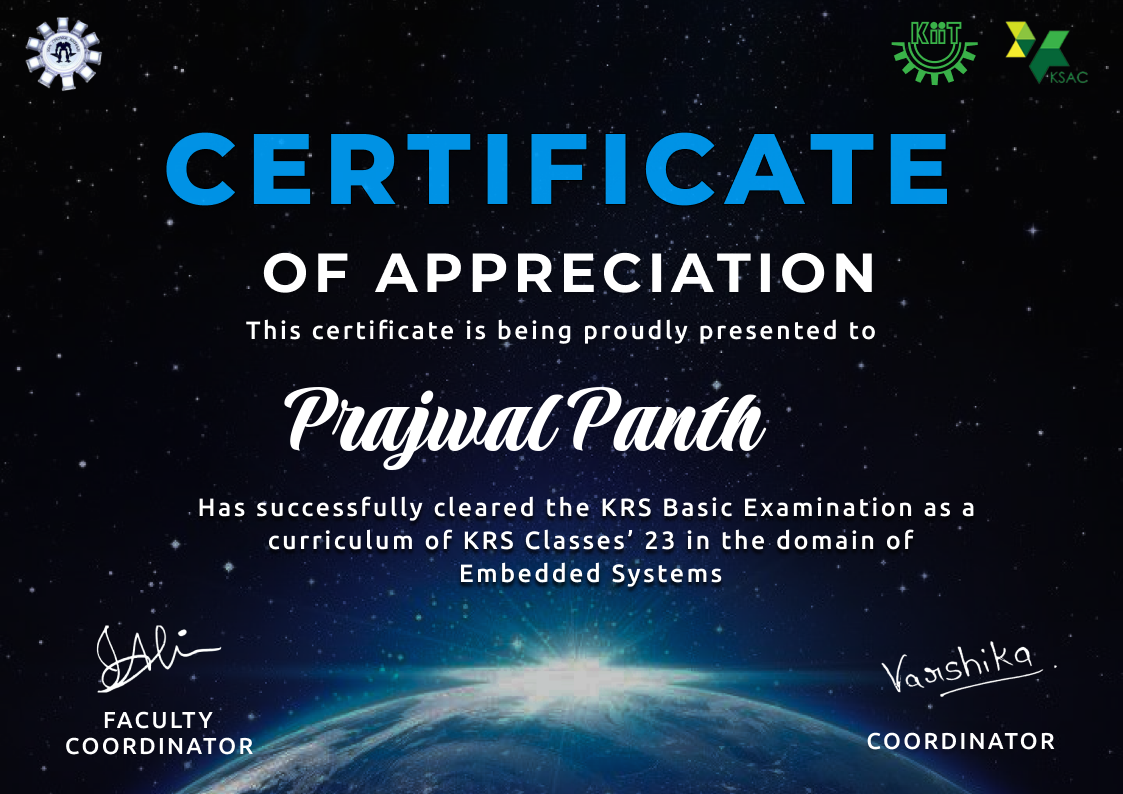 KiiT
KSAC
CERTIFICATE
OF APPRECIATION
This certificate is being proudly presented to
Prajwal Panth
Has successfully cleared the KRS Basic Examination as a
curriculum of KRS Classes’ 23 in the domain of
Embedded Systems
Varshika
FACULTY
COORDINATOR
COORDINATOR